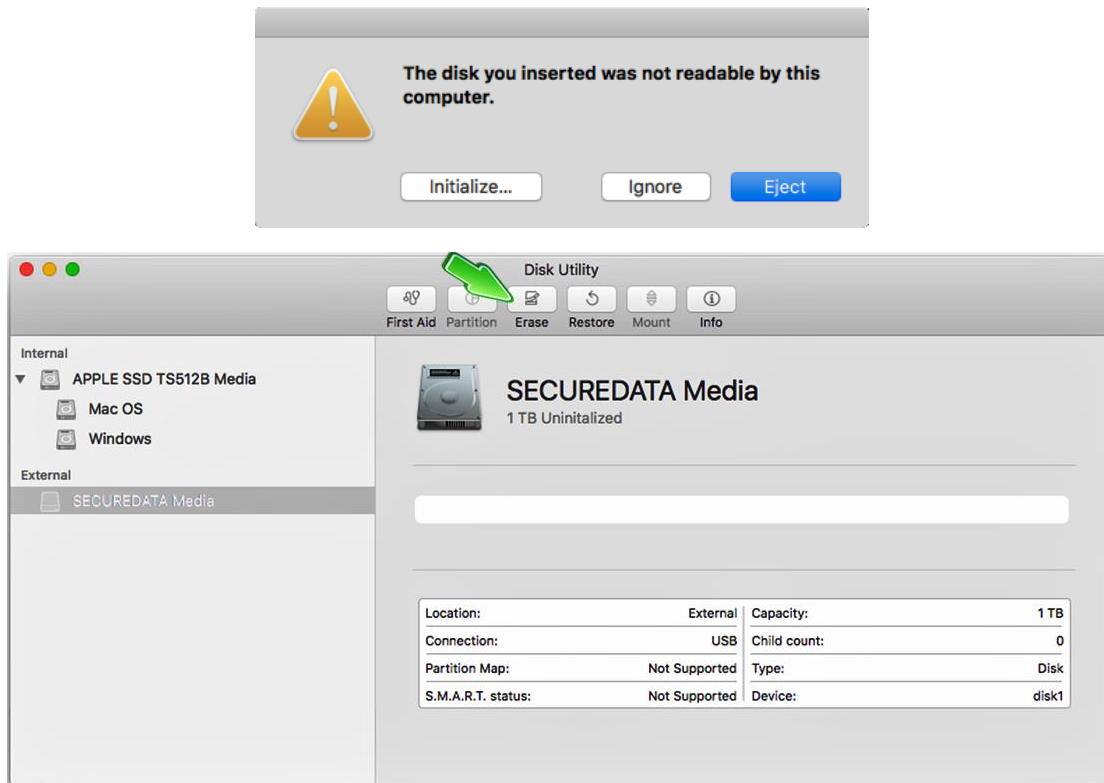 The disk you inserted was not readable by this
computer.
Initialize...
Ignore
Eject
Disk Utility
First Aid
Partition
Erase
Restore
Mount
Info
Internal
APPLE SSD TS512B Media
Mac OS
Windows
External
SECUREDATA Media
SECUREDATA Media
1 TB Uninitalized
Location: External
Capacity: 1 TB
Connection: USB
Child count: 0
Partition Map: Not Supported
Type: Disk
S.M.A.R.T. status: Not Supported
Device: disk1